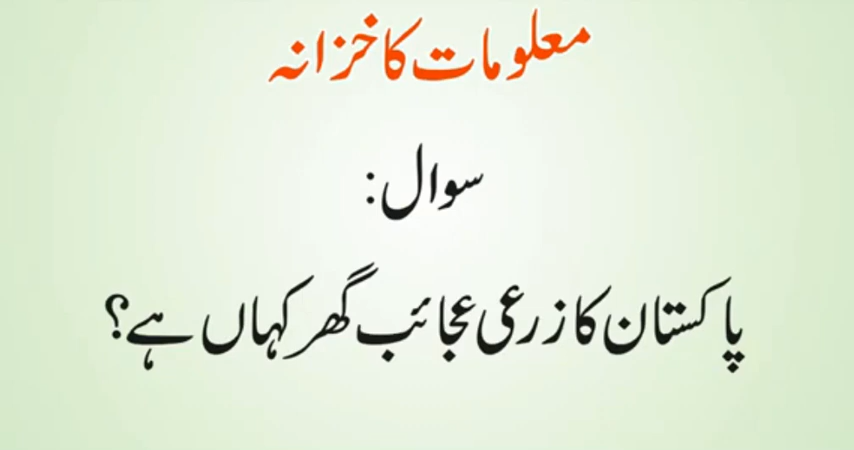 معلومات کا خزانہ
سوال:
پاکستان کا زرعی عجائب گھر کہاں ہے؟